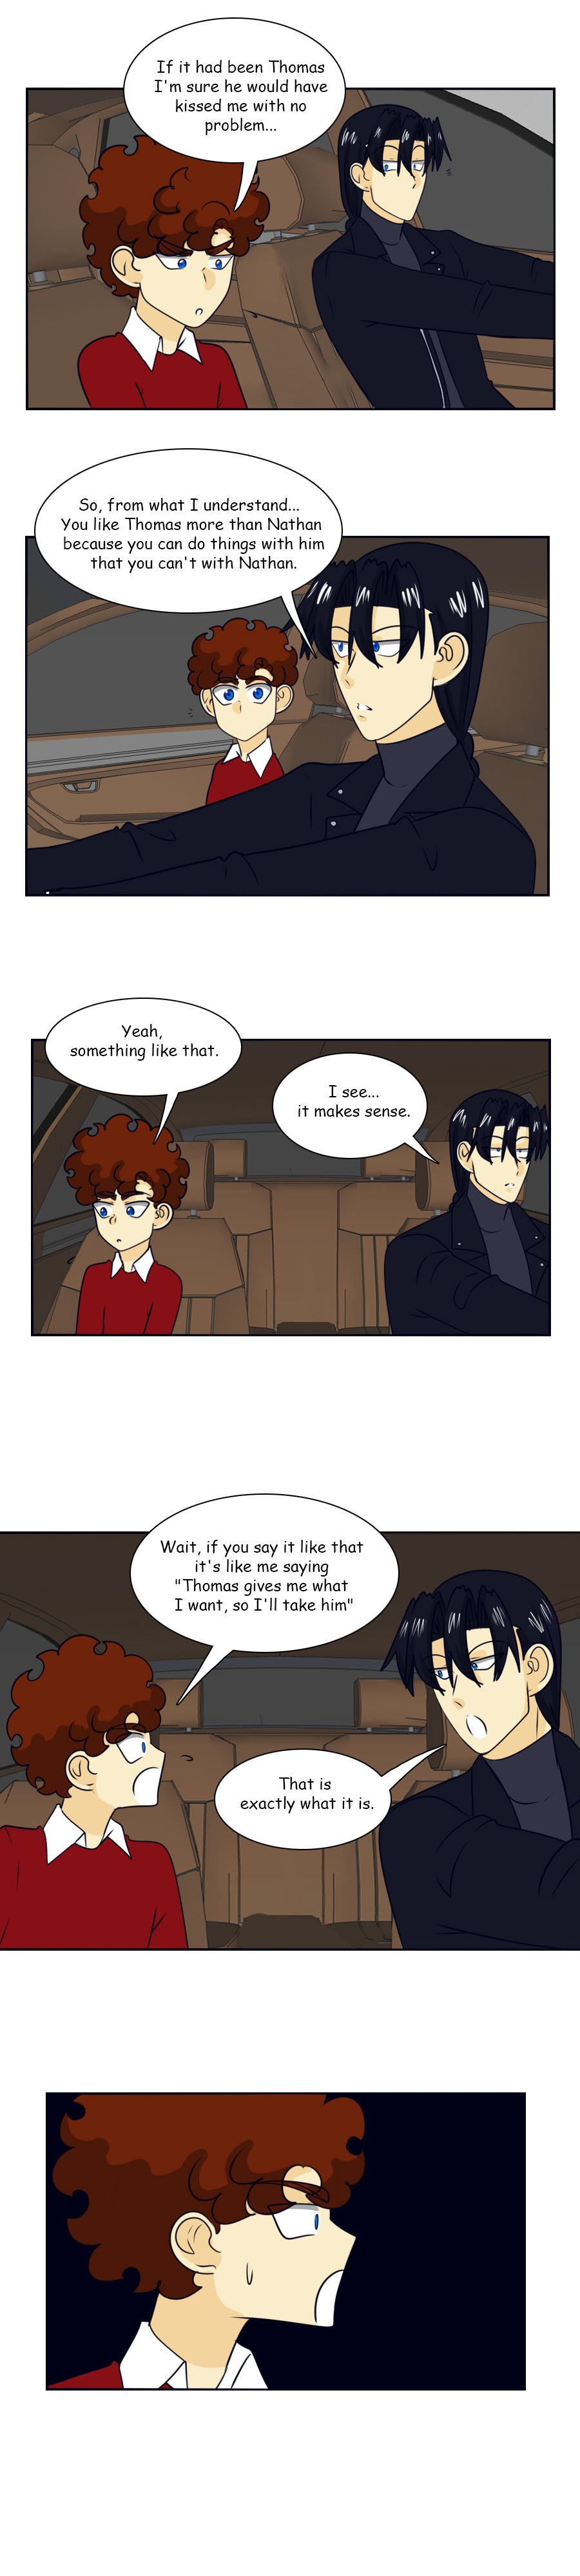 If it had been Thomas
I'm sure he would have
kissed me with no
problem...
So, from what I understand...
You like Thomas more than Nathan
because you can do things with him
that you can't with Nathan.
Yeah,
something like that.
I see...
it makes sense.
Wait, if you say it like that
it's like me saying
"Thomas gives me what
I want, so I'll take him"
That is
exactly what it is.